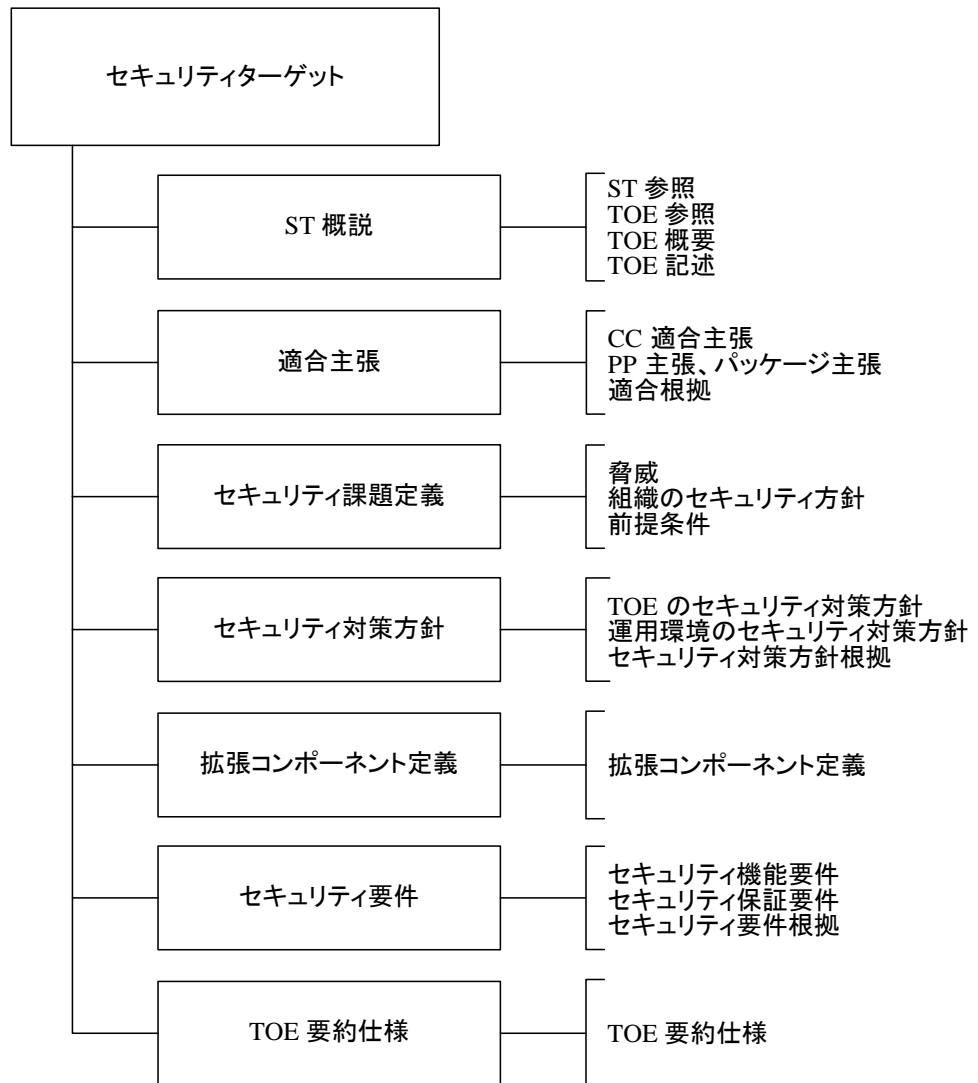 セキュリティターゲット
ST 概説
ST 参照
TOE 参照
TOE 概要
TOE 記述
適合主張
CC 適合主張
PP 主張、パッケージ主張
適合根拠
セキュリティ課題定義
脅威
組織のセキュリティ方針
前提条件
セキュリティ対策方針
TOE のセキュリティ対策方針
運用環境のセキュリティ対策方針
セキュリティ対策方針根拠
拡張コンポーネント定義
拡張コンポーネント定義
セキュリティ要件
セキュリティ機能要件
セキュリティ保証要件
セキュリティ要件根拠
TOE 要約仕様
TOE 要約仕様